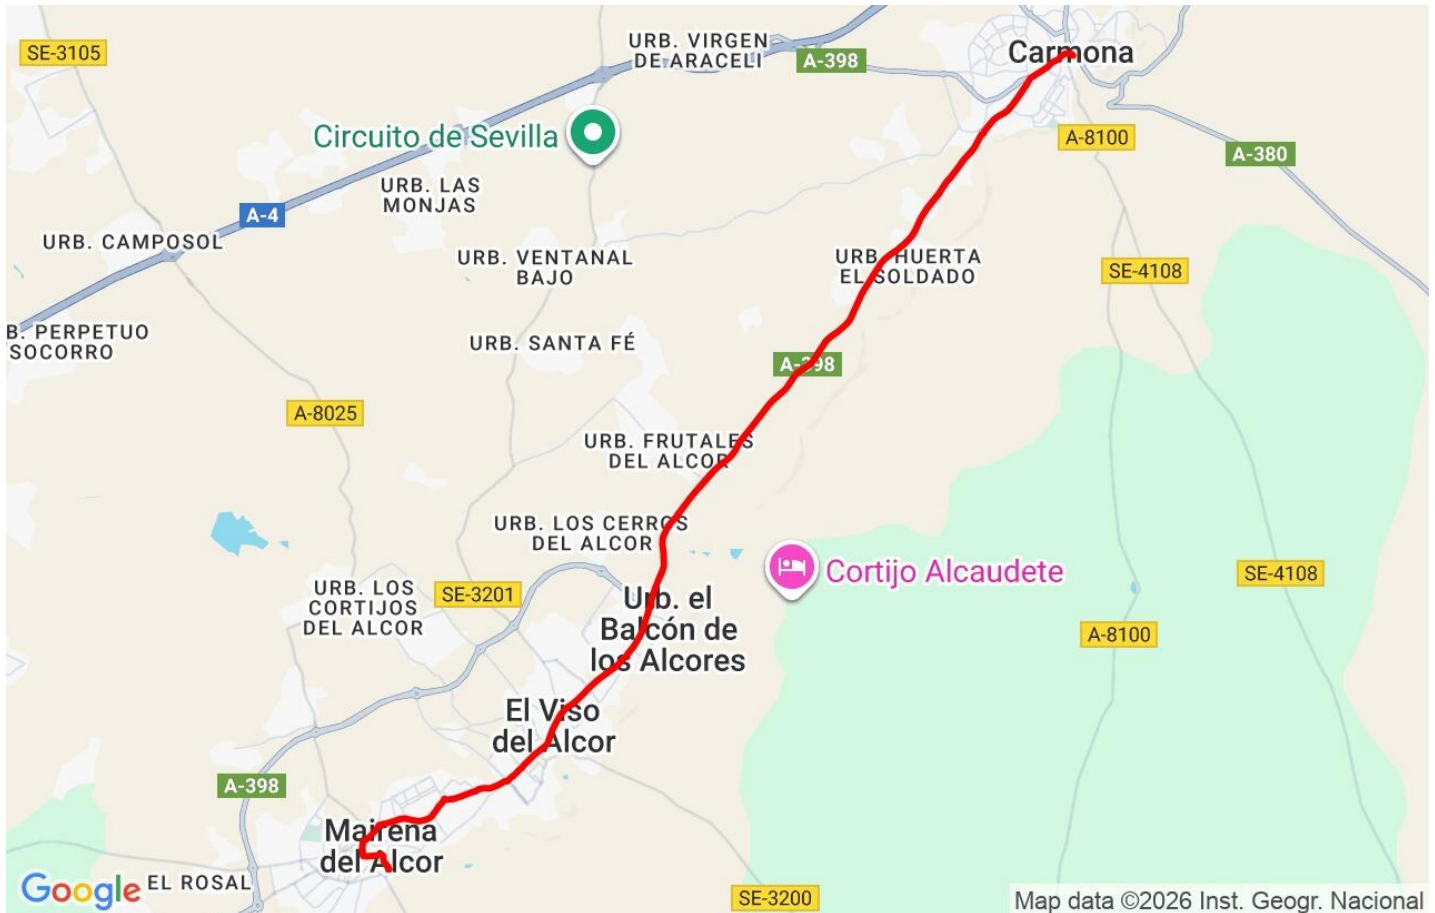 SE-3105
URB. VIRGEN
DE ARACELI
A-398
Carmona
Circuito de Sevilla
A-8100
A-380
URB. LAS
MONJAS
A-4
URB. CAMPOSOL
URB. VENTANAL
BAJO
URB. HUERTA
EL SOLDADO
SE-4108
B. PERPETUO
SOCORRO
URB. SANTA FÉ
A-398
A-8025
URB. FRUTALES
DEL ALCOR
URB. LOS CERROS
DEL ALCOR
Cortijo Alcaudete
SE-4108
URB. LOS
CORTIJOS
DEL ALCOR
SE-3201
Urb. el
Balcón de
los Alcores
A-8100
El Viso
del Alcor
A-398
Mairena
del Alcor
Google
EL ROSAL
SE-3200
Map data ©2026 Inst. Geogr. Nacional